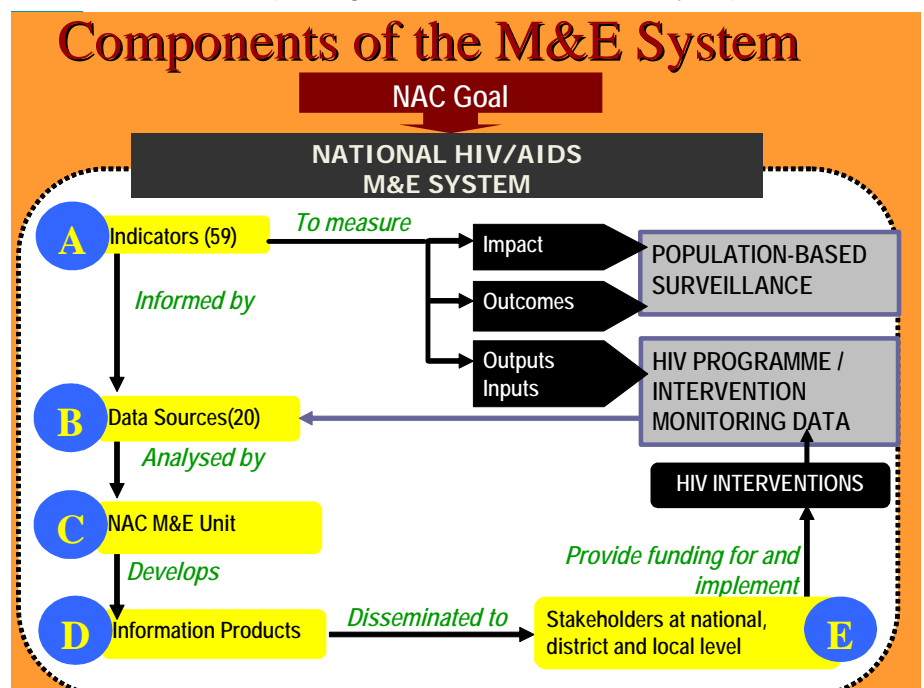 Components of the M&E System
NAC Goal
NATIONAL HIV/AIDS
M&E SYSTEM
A
Indicators (59)
To measure
Impact
POPULATION-BASED
SURVEILLANCE
Informed by
Outcomes
Outputs
Inputs
HIV PROGRAMME /
INTERVENTION
MONITORING DATA
B
Data Sources(20)
Analysed by
HIV INTERVENTIONS
C
NAC M&E Unit
Develops
Provide funding for and
implement
D
Information Products
Disseminated to
Stakeholders at national,
district and local level
E